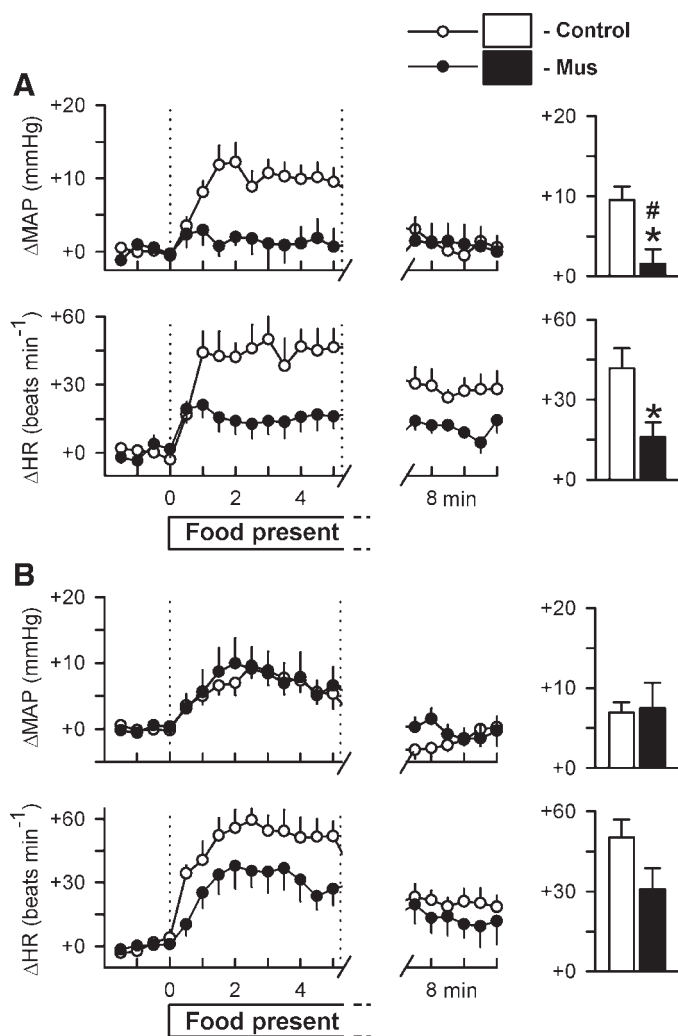 - Control
- Mus
A
ΔMAP (mmHg)
+20
+10
+0
+20
+10
+0
#
*
ΔHR (beats min⁻¹)
+60
+30
+0
+60
+30
+0
*
0 2 4 8 min
Food present
B
ΔMAP (mmHg)
+20
+10
+0
+20
+10
+0
ΔHR (beats min⁻¹)
+60
+30
+0
+60
+30
+0
0 2 4 8 min
Food present